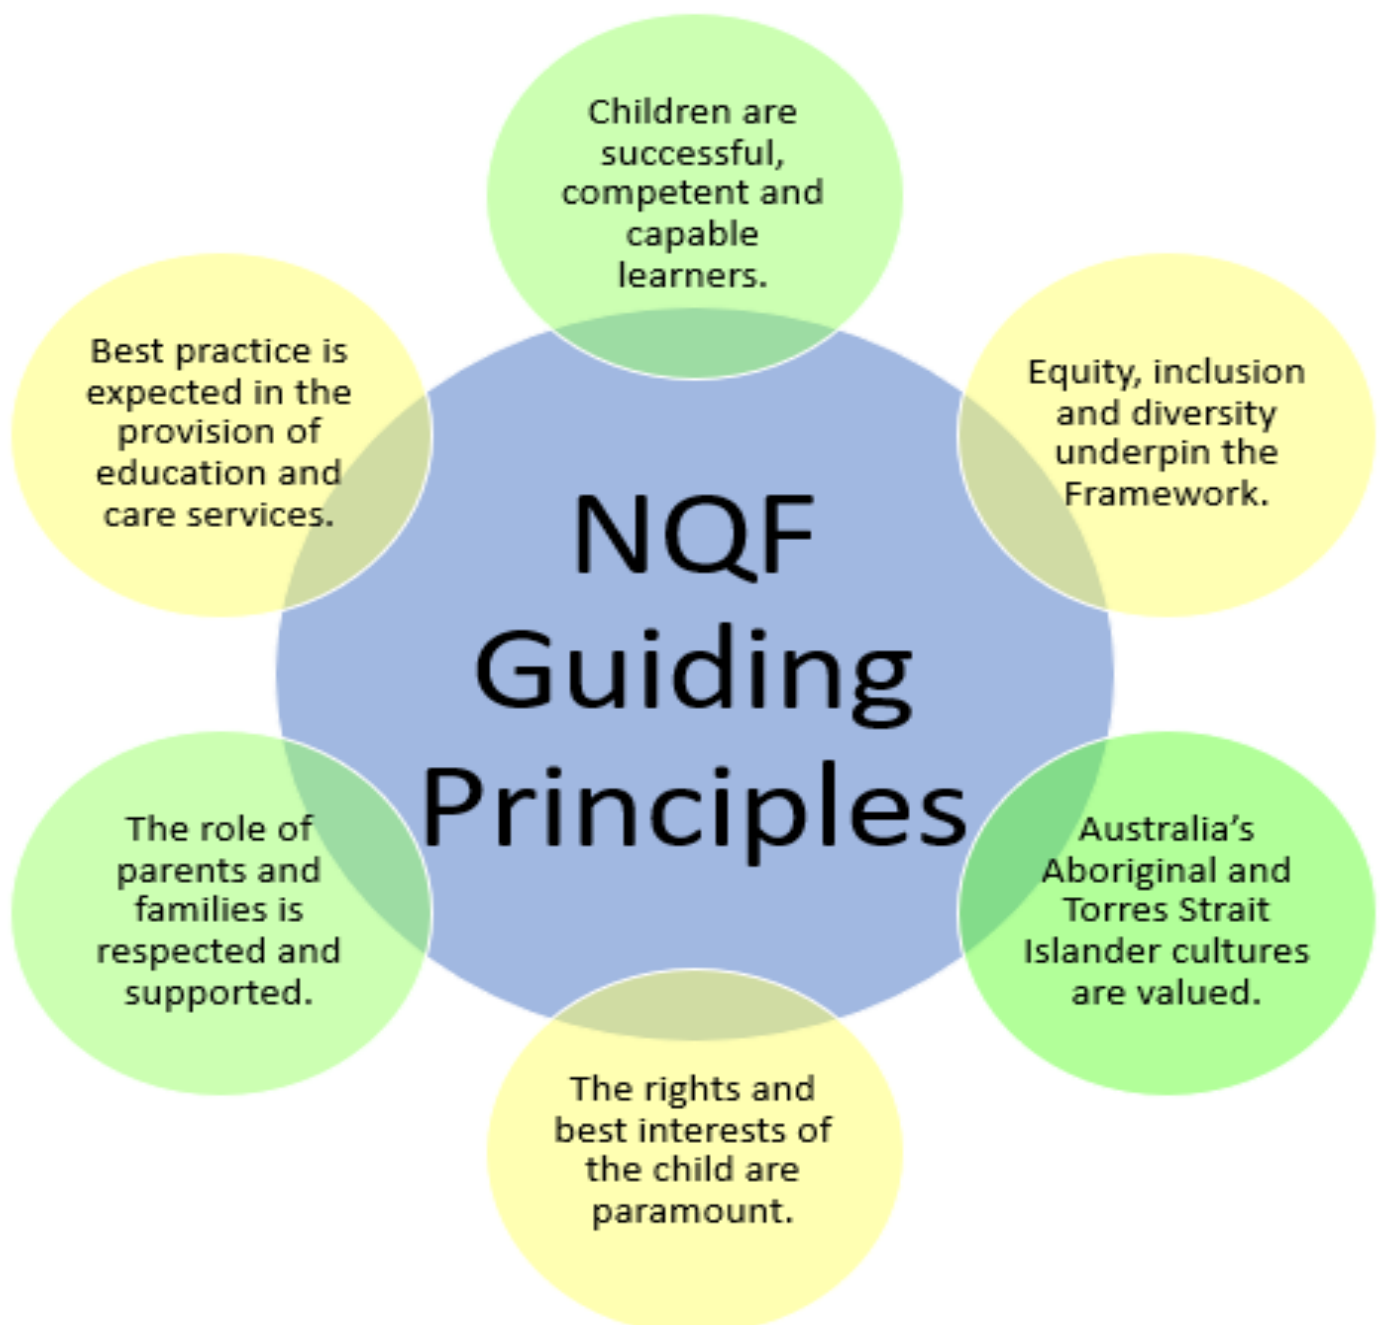 Children are
successful,
competent and
capable
learners.
Equity, inclusion
and diversity
underpin the
Framework.
Australia’s
Aboriginal and
Torres Strait
Islander cultures
are valued.
The rights and
best interests of
the child are
paramount.
The role of
parents and
families is
respected and
supported.
Best practice is
expected in the
provision of
education and
care services.
NQF
Guiding
Principles